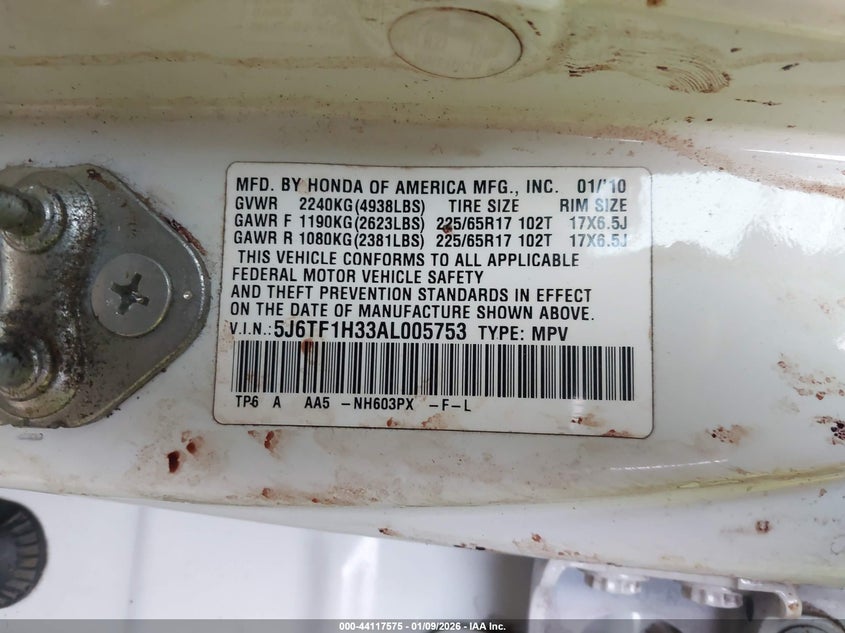 MFD. BY HONDA OF AMERICA MFG., INC. 01/'10
GVWR 2240KG(4938LBS) TIRE SIZE RIM SIZE
GAWR F 1190KG(2623LBS) 225/65R17 102T 17X6.5J
GAWR R 1080KG(2381LBS) 225/65R17 102T 17X6.5J
THIS VEHICLE CONFORMS TO ALL APPLICABLE
FEDERAL MOTOR VEHICLE SAFETY
AND THEFT PREVENTION STANDARDS IN EFFECT
ON THE DATE OF MANUFACTURE SHOWN ABOVE.
V.I.N.: 5J6TF1H33AL005753 TYPE: MPV
TP6 A AA5 -NH603PX -F-L
000-44117575 - 01/09/2026 - IAA Inc.